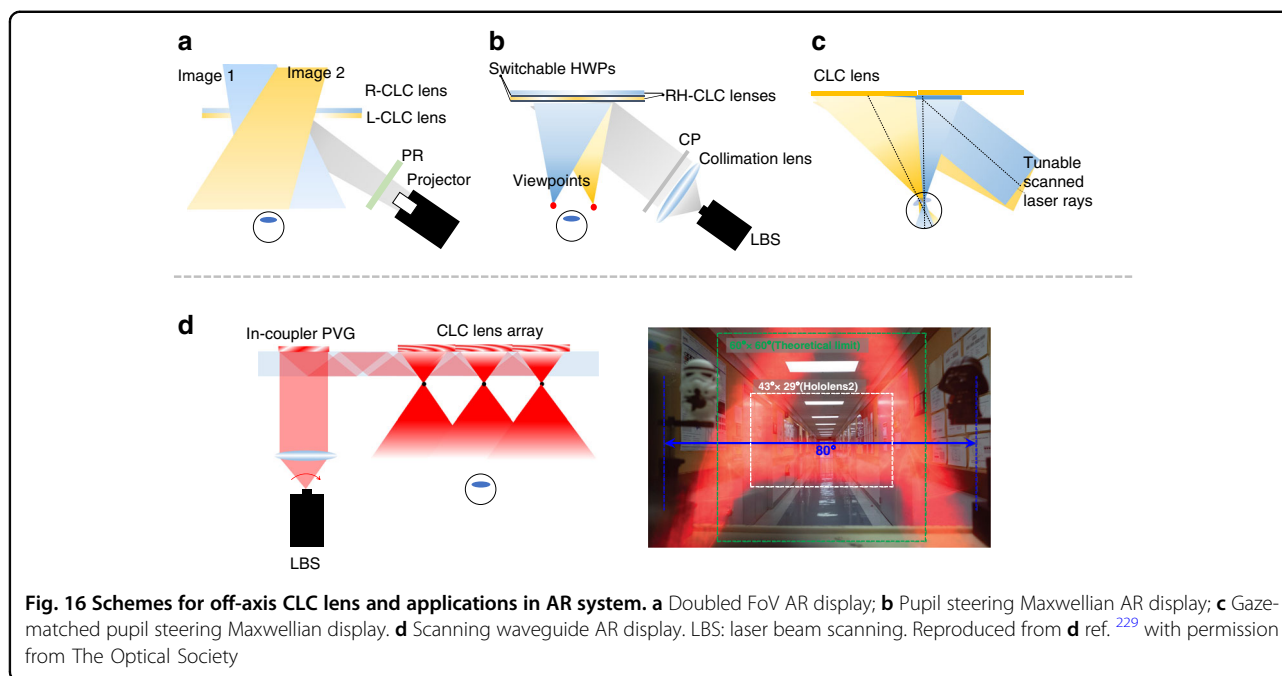 a
Image 1
Image 2
R-CLC lens
L-CLC lens
PR
Projector
b
Switchable HWPs
RH-CLC lenses
CP
Collimation lens
Viewpoints
LBS
c
CLC lens
Tunable
scanned
laser rays
d
In-coupler PVG
CLC lens array
LBS
(Theoretical limit)
43°× 29°(Hololens2)
80°
Fig. 16 Schemes for off-axis CLC lens and applications in AR system. a Doubled FoV AR display; b Pupil steering Maxwellian AR display; c Gaze-
matched pupil steering Maxwellian display. d Scanning waveguide AR display. LBS: laser beam scanning. Reproduced from d ref. 229 with permission
from The Optical Society